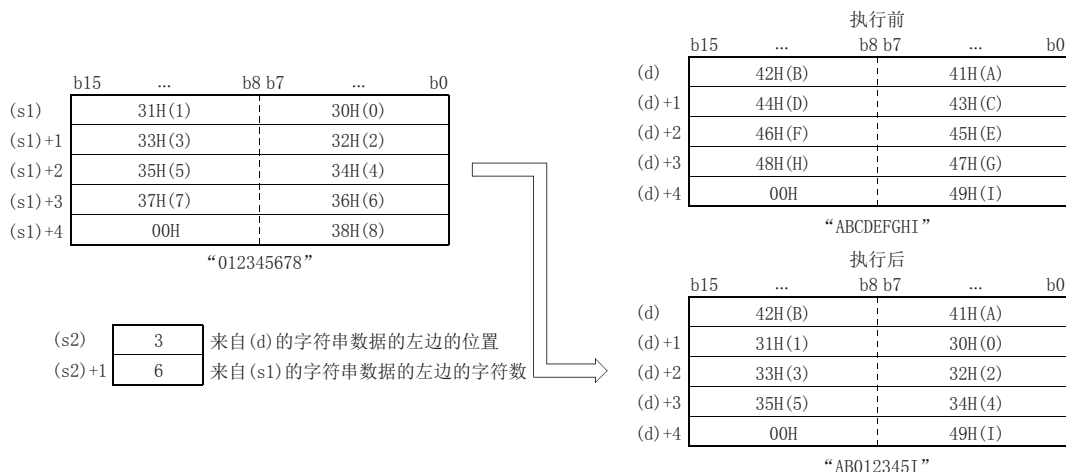 b15 ... b8 b7 ... b0
(s1) 31H(1) 30H(0)
(s1)+1 33H(3) 32H(2)
(s1)+2 35H(5) 34H(4)
(s1)+3 37H(7) 36H(6)
(s1)+4 00H 38H(8)
“012345678”
(s2) 3 来自(d)的字符串数据的左边的位置
(s2)+1 6 来自(s1)的字符串数据的左边的字符数
执行前
b15 ... b8 b7 ... b0
(d) 42H(B) 41H(A)
(d)+1 44H(D) 43H(C)
(d)+2 46H(F) 45H(E)
(d)+3 48H(H) 47H(G)
(d)+4 00H 49H(I)
“ABCDEFGHI”
执行后
b15 ... b8 b7 ... b0
(d) 42H(B) 41H(A)
(d)+1 31H(1) 30H(0)
(d)+2 33H(3) 32H(2)
(d)+3 35H(5) 34H(4)
(d)+4 00H 49H(I)
“AB012345I”